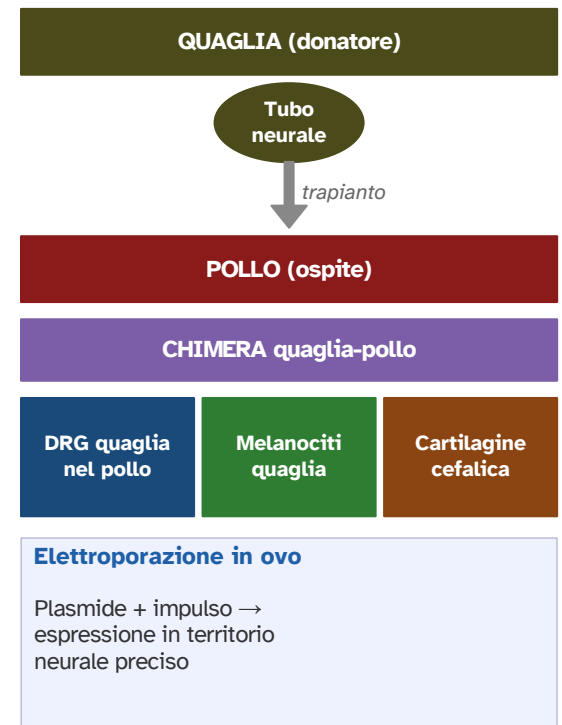 QUAGLIA (donatore)
Tubo
neurale
trapianto
POLLO (ospite)
CHIMERA quaglia-pollo
DRG quaglia
nel pollo
Melanociti
quaglia
Cartilagine
cefalica
Elettroporazione in ovo
Plasmide + impulso →
espressione in territorio
neurale preciso